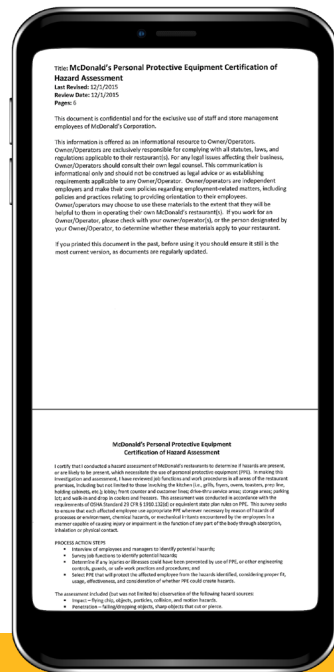 Title: McDonald's Personal Protective Equipment Certification of
Hazard Assessment
Last Revised: 12/1/2015
Review Date: 12/1/2015
Pages: 6
This document is confidential and for the exclusive use of staff and store management
employees of McDonald's Corporation.
This information is offered as an informational resource to Owner/Operators.
Owner/Operators are exclusively responsible for complying with all statutes, laws, and
regulations applicable to their restaurant(s). For any legal issues affecting their business,
Owner/Operators should consult their own legal counsel. This communication is
informational only and should not be construed as legal advice or as establishing
requirements applicable to any Owner/Operator. Owner/operators are independent
employers and make their own policies regarding employment-related matters, including
policies and practices relating to providing orientation to their employees.
Owner/operators may choose to use these materials to the extent that they will be
helpful to them in operating their own McDonald's restaurant(s). If you work for an
Owner/Operator, please check with your owner/operator(s), or the person designated by
your Owner/Operator, to determine whether these materials apply to your restaurant.
If you printed this document in the past, before using it you should ensure it still is the
most current version, as documents are regularly updated.
McDonald's Personal Protective Equipment
Certification of Hazard Assessment
I certify that I conducted a hazard assessment of McDonald's restaurants to determine if hazards are present,
or are likely to be present, which necessitate the use of personal protective equipment (PPE). In making this
investigation and assessment, I have reviewed job functions and work procedures in all areas of the restaurant
premises, including but not limited to those involving the kitchen (i.e., grills, fryers, ovens, toasters, prep line,
holding cabinets, etc.); lobby; front counter and customer lines; drive-thru service areas; storage areas; parking
lot; and walk-in and drop in coolers and freezers. This assessment was conducted in accordance with the
requirements of OSHA Standard 29 CFR § 1910.132(d) or equivalent state plan rules on PPE. This survey seeks
to ensure that each affected employee use appropriate PPE wherever necessary by reason of hazards of
processes or environment, chemical hazards, or mechanical irritants encountered by the employees in a
manner capable of causing injury or impairment in the function of any part of the body through absorption,
inhalation or physical contact.
PROCESS ACTION STEPS
• Interview of employees and managers to identify potential hazards;
• Survey job functions to identify potential hazards;
• Determine if any injuries or illnesses could have been prevented by use of PPE, or other engineering
controls, guards, or safe work practices and procedures, and
• Select PPE that will protect the affected employee from the hazards identified, considering proper fit,
usage, effectiveness, and consideration of whether PPE could create hazards.
The assessment included (but was not limited to) observation of the following hazard sources:
• Impact – flying chip, objects, particles, collision, and motion hazards.
• Penetration – falling/dropping objects, sharp objects that cut or pierce.